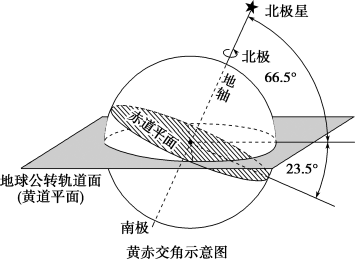 北极星
北极
地轴
66.5°
赤道平面
23.5°
地球公转轨道面
(黄道平面)
南极
黄赤交角示意图